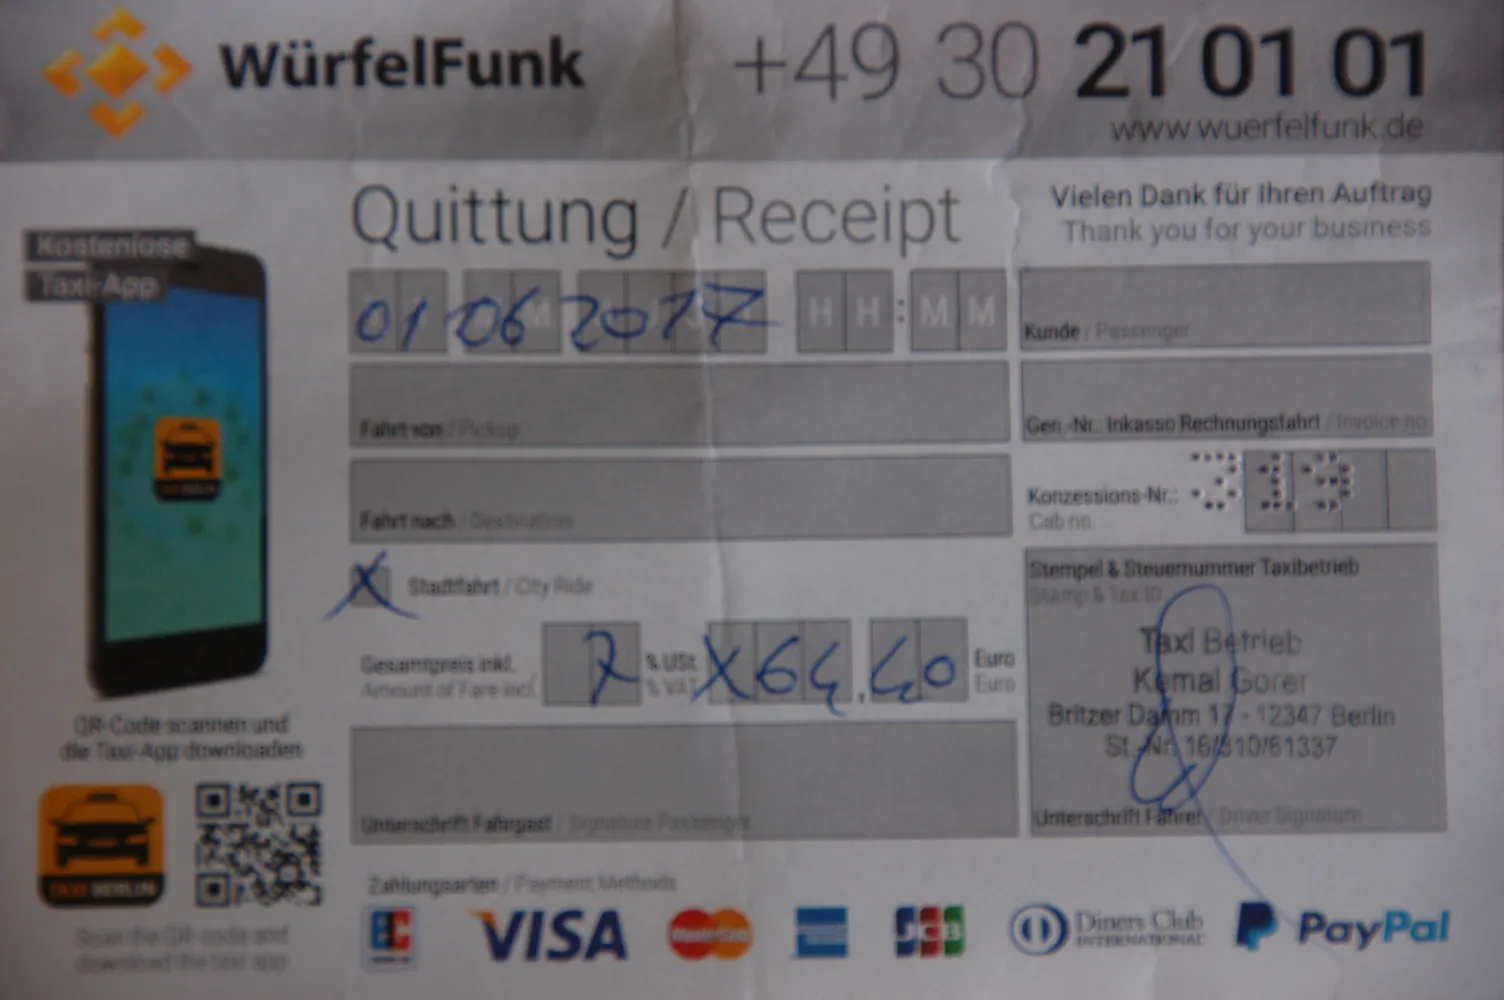 WürfelFunk
+49 30 21 01 01
www.wuerfelfunk.de
Quittung / Receipt
Vielen Dank für Ihren Auftrag
Thank you for your business
Kostenlose
Taxi-App
01 06 2017 HH:MM
Kunde / Passenger
Fahrt von / Pickup
Gen.-Nr. Inkasso Rechnungsfahrt / Invoice no
Fahrt nach / Destination
Konzessions-Nr.: 339
Cab no.
X Stadtfahrt / City Ride
Stempel & Steuernummer Taxibetrieb
Stamp & Tax ID
Gesamtpreis inkl. 7 % USt. X64,40 Euro
Amount of Fare incl. % VAT Euro
Taxi Betrieb
Kemal Gorer
Britzer Damm 17 - 12347 Berlin
St.-Nr. 16/310/61337
QR-Code scannen und
die Taxi-App downloaden
Unterschrift Fahrgast / Signature Passenger
Unterschrift Fahrer / Driver Signature
TAXI BERLIN
Scan the QR-code and
download the taxi app
Zahlungsarten / Payment Methods
EC VISA MasterCard JCB Diners Club INTERNATIONAL PayPal